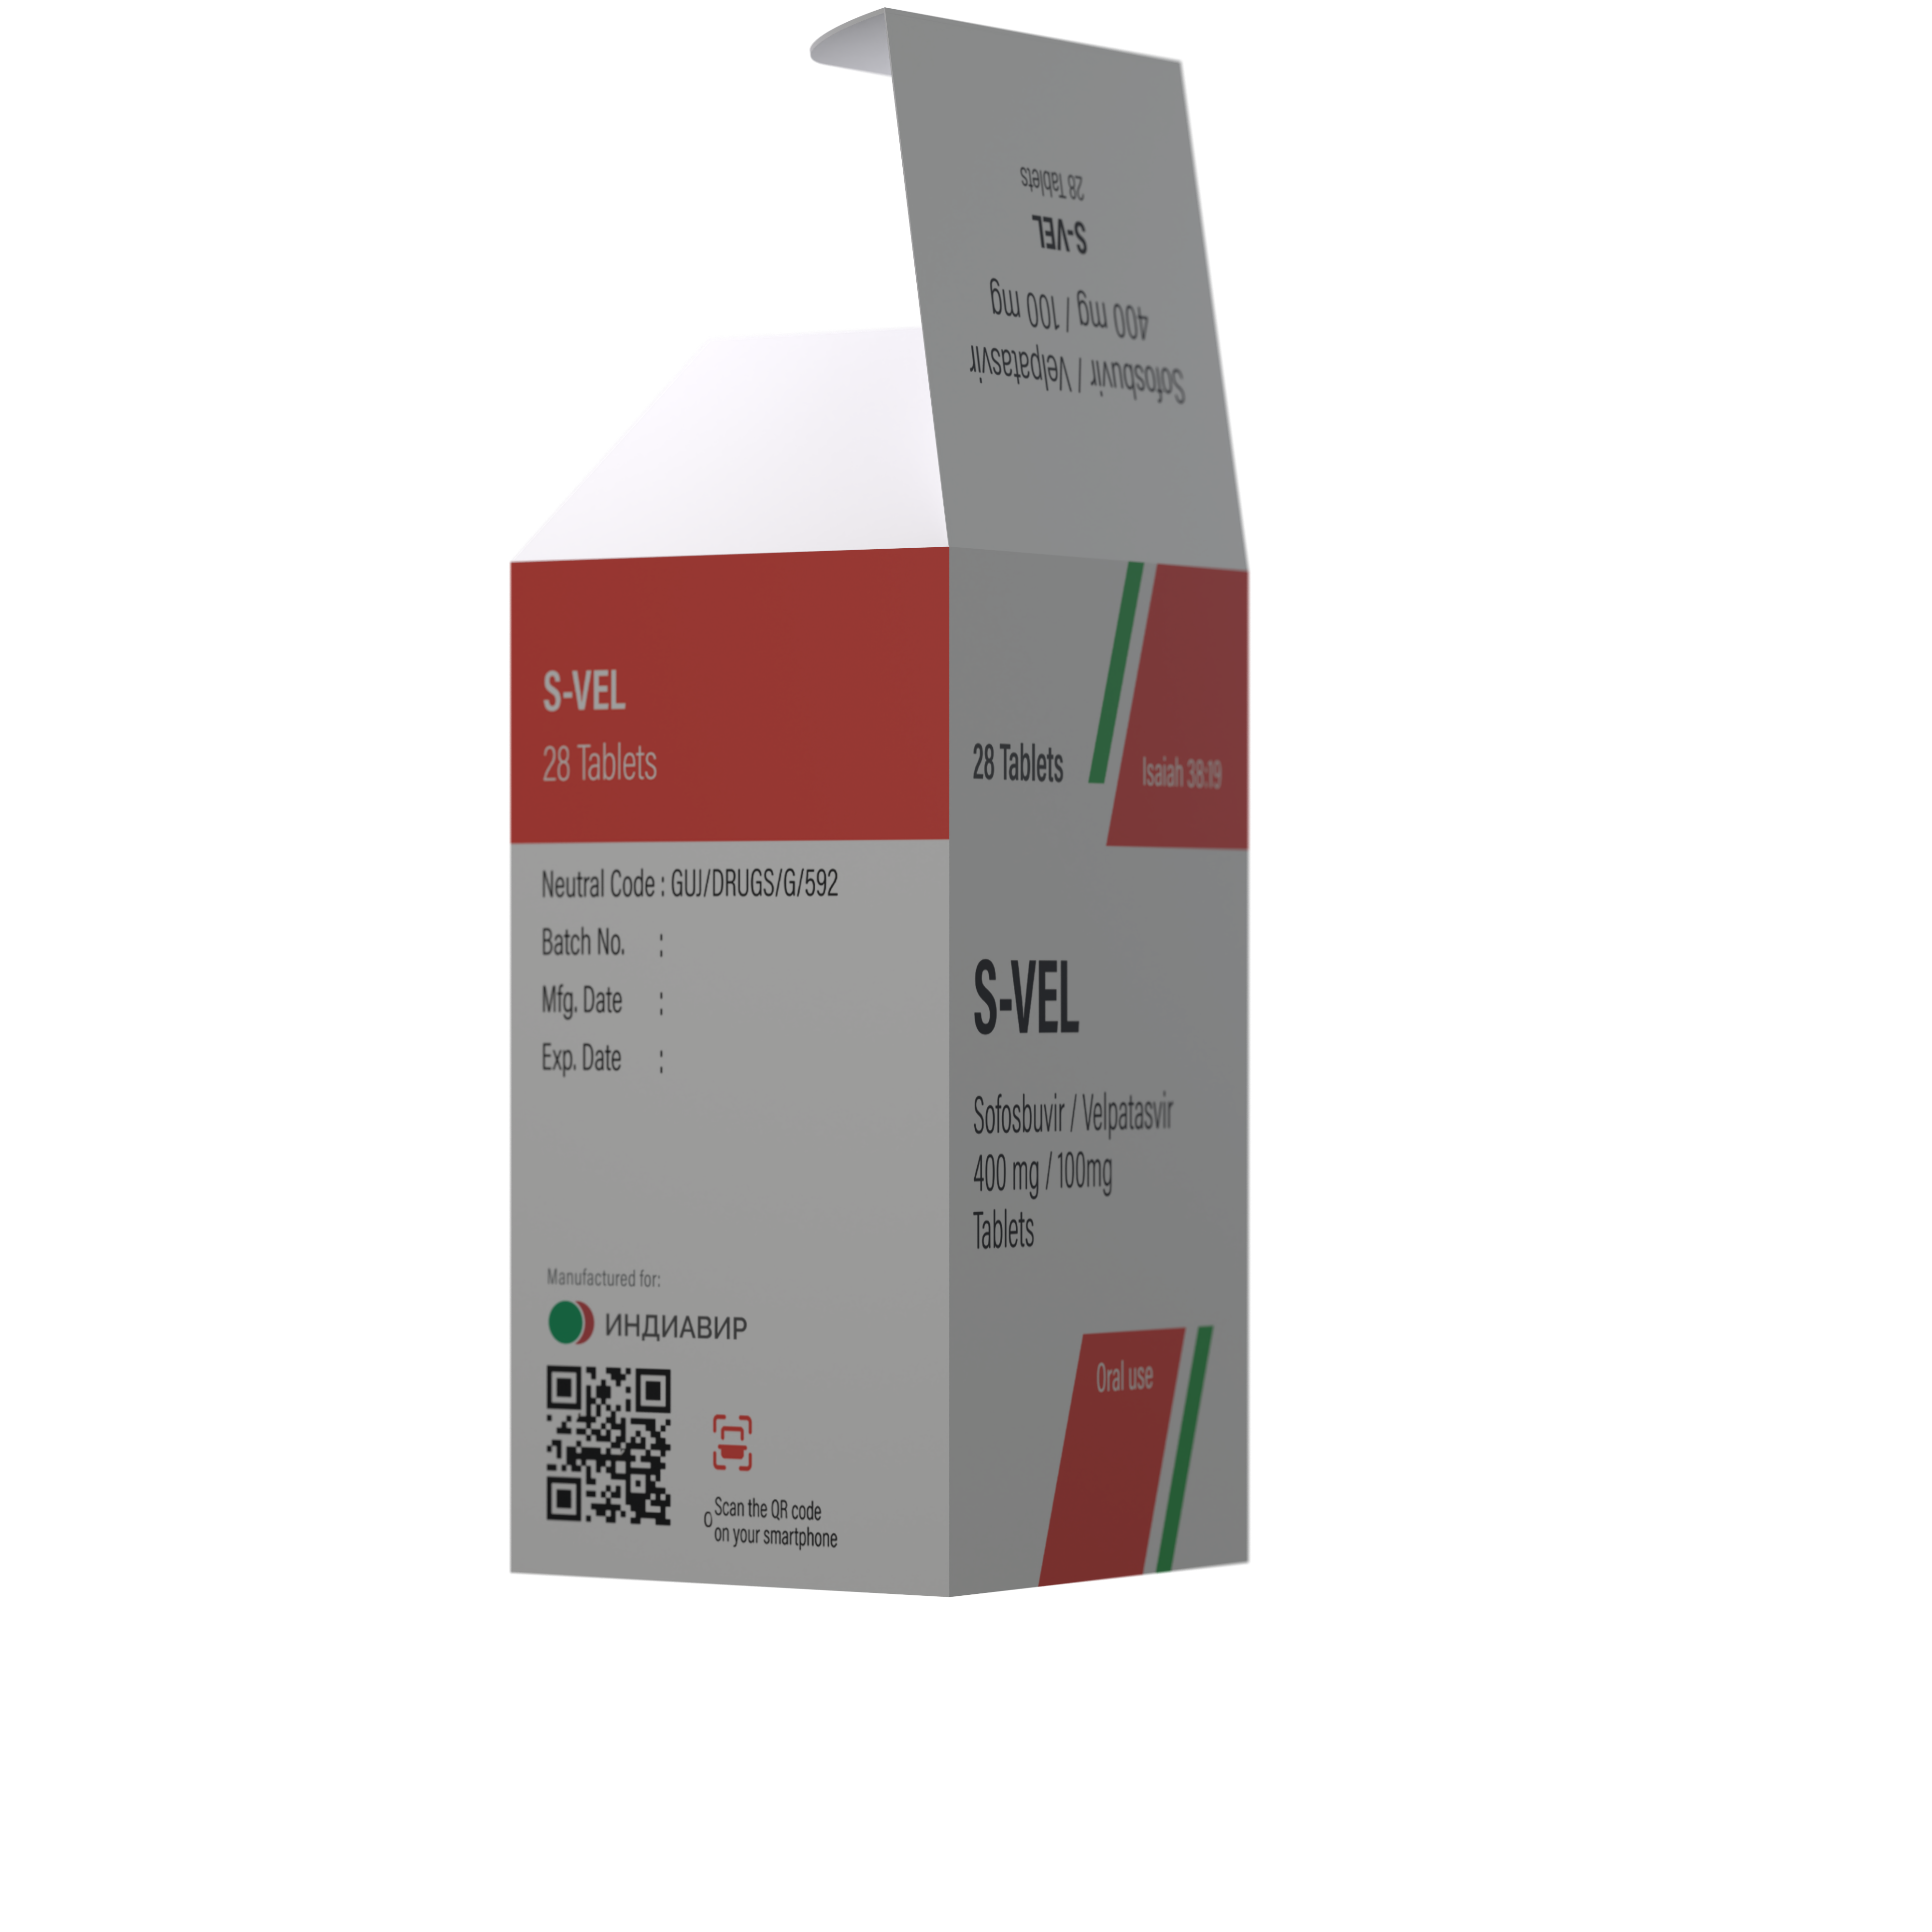 28 Tablets
S-VEL
400 mg / 100 mg
Sofosbuvir / Velpatasvir
S-VEL
28 Tablets
Neutral Code : GUJ/DRUGS/G/592
Batch No. :
Mfg. Date :
Exp. Date :
Manufactured for:
ИНДИАВИР
Scan the QR code
on your smartphone
28 Tablets
Isaiah 38:19
S-VEL
Sofosbuvir / Velpatasvir
400 mg / 100mg
Tablets
Oral use